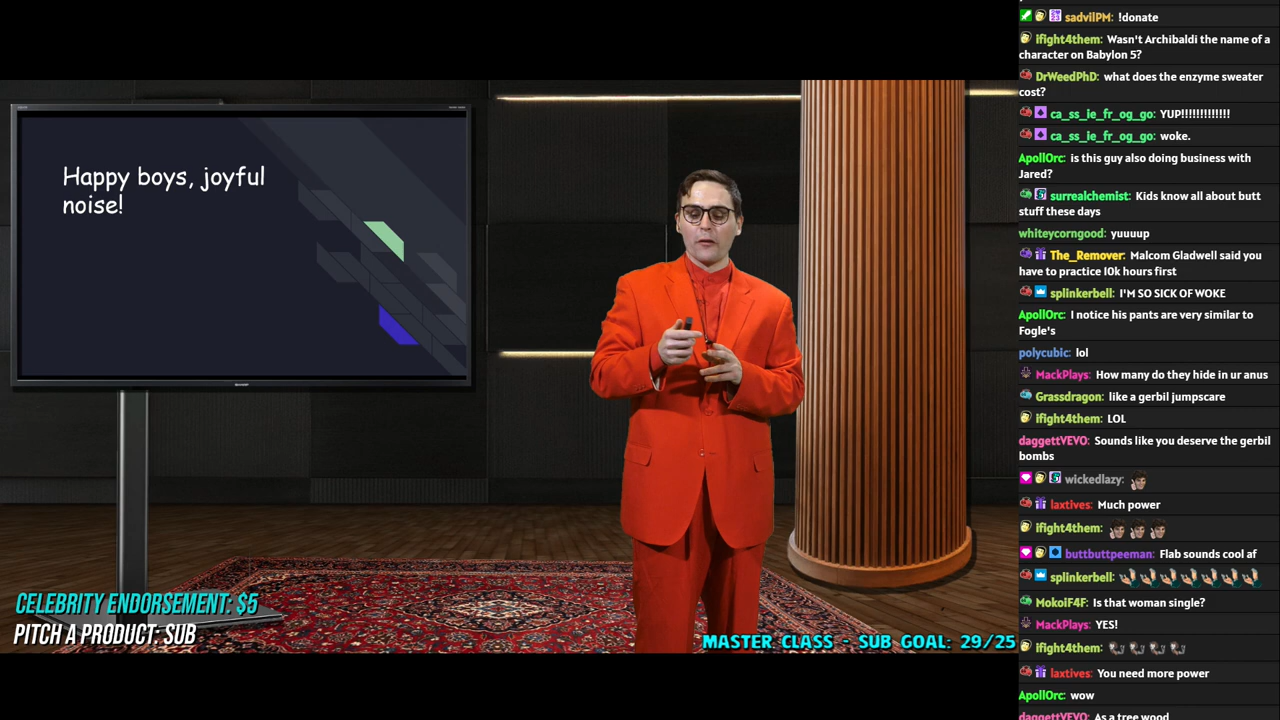 Happy boys, joyful
noise!
CELEBRITY ENDORSEMENT: $5
PITCH A PRODUCT: SUB
MASTER CLASS - SUB GOAL: 29/25
sadvilPM: !donate
ifight4them: Wasn't Archibaldi the name of a
character on Babylon 5?
DrWeedPhD: what does the enzyme sweater
cost?
ca_ss_ie_fr_og_go: YUP!!!!!!!!!!!!!
ca_ss_ie_fr_og_go: woke.
ApollOrc: is this guy also doing business with
Jared?
surrealchemist: Kids know all about butt
stuff these days
whiteycorngood: yuuuup
The_Remover: Malcom Gladwell said you
have to practice 10k hours first
splinkerbell: I'M SO SICK OF WOKE
ApollOrc: I notice his pants are very similar to
Fogle's
polycubic: lol
MackPlays: How many do they hide in ur anus
Grassdragon: like a gerbil jumpscare
ifight4them: LOL
daggettVEVO: Sounds like you deserve the gerbil
bombs
wickedlazy:
laxtives: Much power
ifight4them:
buttbuttpeeman: Flab sounds cool af
splinkerbell:
MokoiF4F: Is that woman single?
MackPlays: YES!
ifight4them:
laxtives: You need more power
ApollOrc: wow
daggettVEVO: As a tree wood